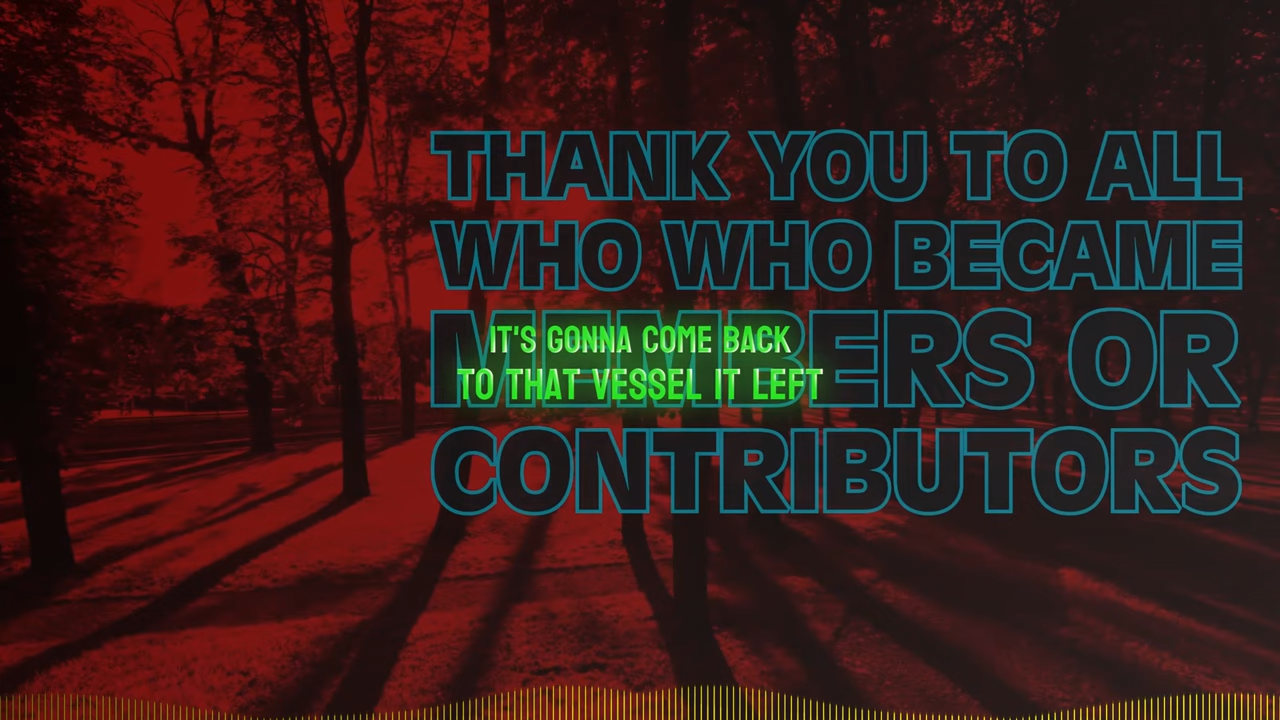 THANK YOU TO ALL
WHO WHO BECAME
MEMBERS OR
CONTRIBUTORS
IT'S GONNA COME BACK
TO THAT VESSEL IT LEFT